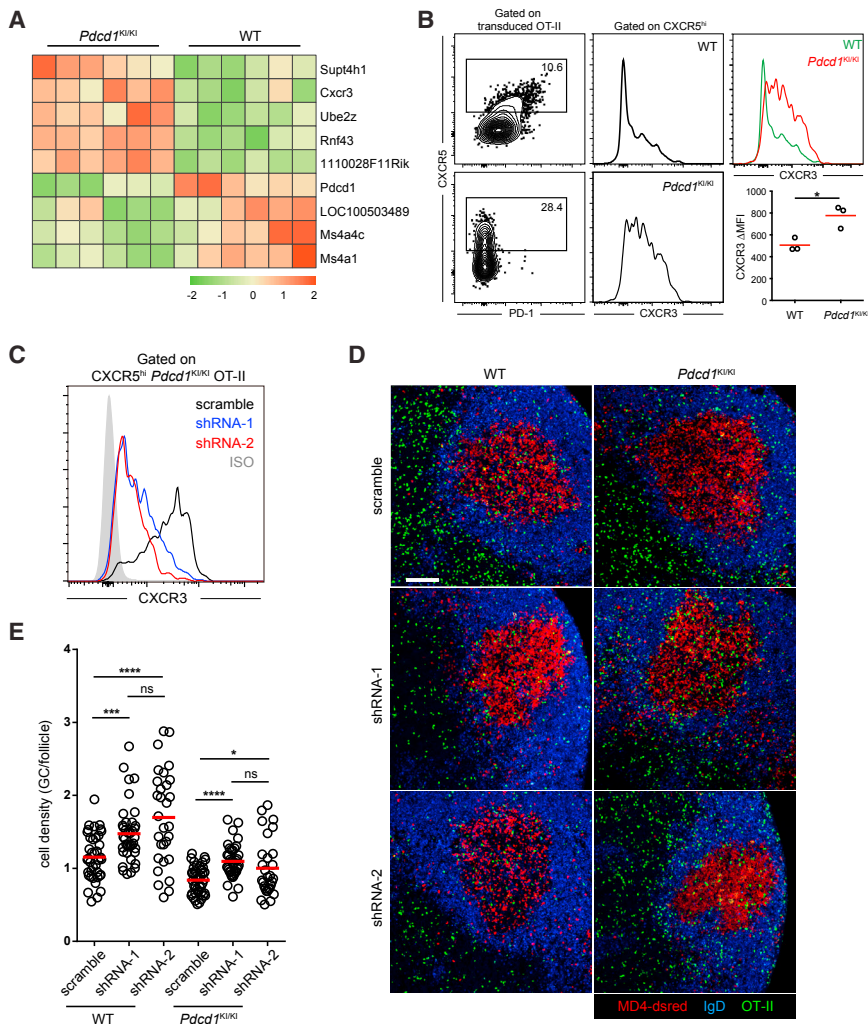 A
Pdcd1KI/KI WT
Supt4h1
Cxcr3
Ube2z
Rnf43
1110028F11Rik
Pdcd1
LOC100503489
Ms4a4c
Ms4a1
-2 -1 0 1 2
B
Gated on
transduced OT-II
Gated on CXCR5hi
10.6
WT
WT
Pdcd1KI/KI
CXCR3
CXCR5
28.4
Pdcd1KI/KI
PD-1
CXCR3
*
1000
800
600
400
200
0
CXCR3 ΔMFI
WT Pdcd1KI/KI
C
Gated on
CXCR5hi Pdcd1KI/KI OT-II
scramble
shRNA-1
shRNA-2
ISO
CXCR3
D
WT Pdcd1KI/KI
scramble
shRNA-1
shRNA-2
MD4-dsred IgD OT-II
E
4
3
2
1
0
cell density (GC/follicle)
****
ns
***
*
ns
****
scramble shRNA-1 shRNA-2 scramble shRNA-1 shRNA-2
WT Pdcd1KI/KI